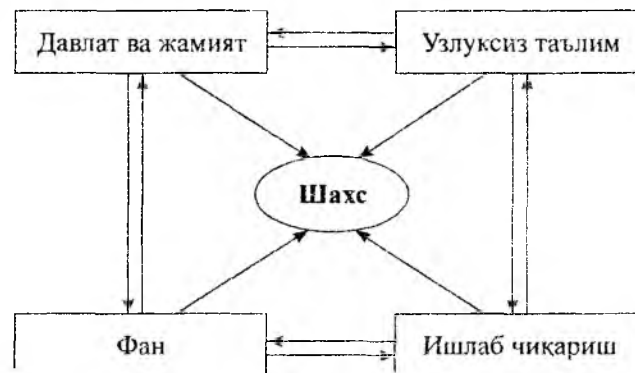 Давлат ва жамият
Узлуксиз таълим
Шахс
Фан
Ишлаб чиқариш